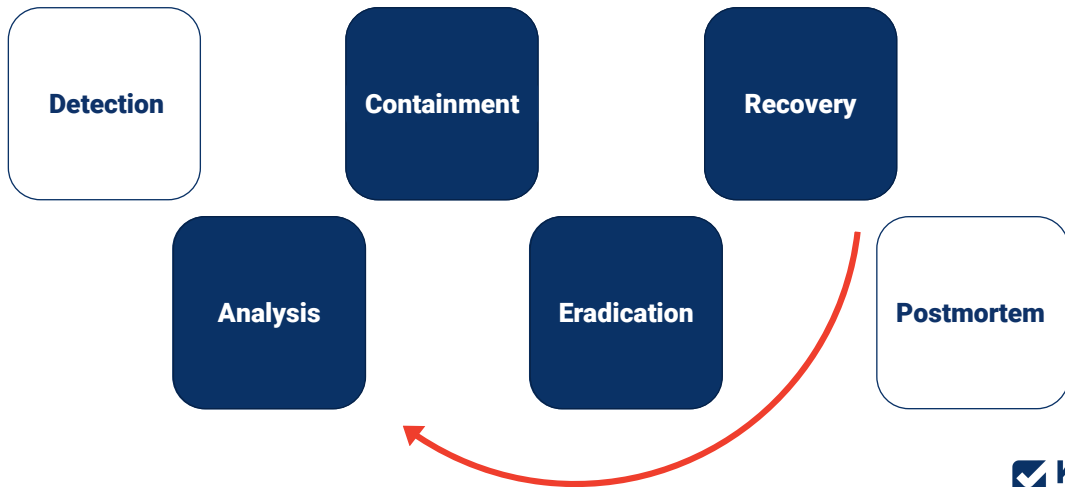 Detection
Containment
Recovery
Analysis
Eradication
Postmortem